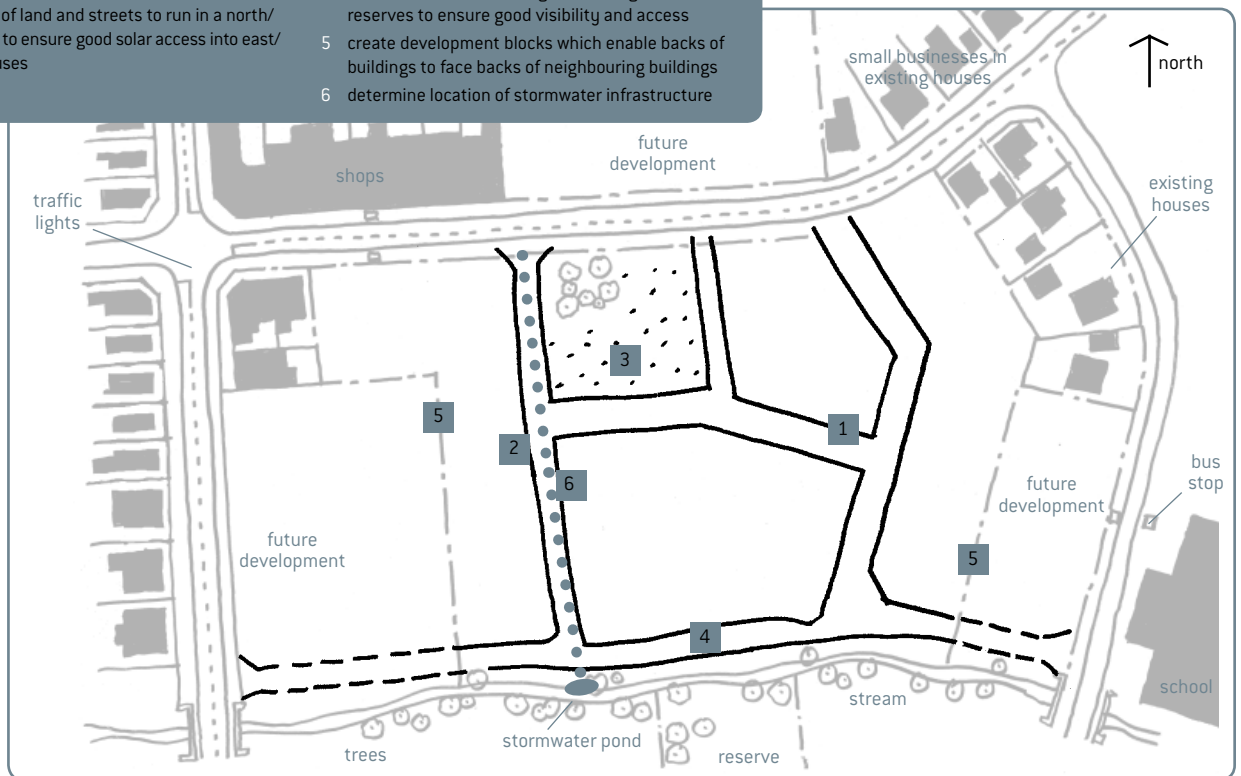 of land and streets to run in a north/
to ensure good solar access into east/
uses
reserves to ensure good visibility and access
5 create development blocks which enable backs of
buildings to face backs of neighbouring buildings
6 determine location of stormwater infrastructure
small businesses in
existing houses
north
future
development
shops
traffic
lights
existing
houses
3
5
1
2
6
bus
stop
future
development
future
development
5
4
school
stream
stormwater pond
trees
reserve